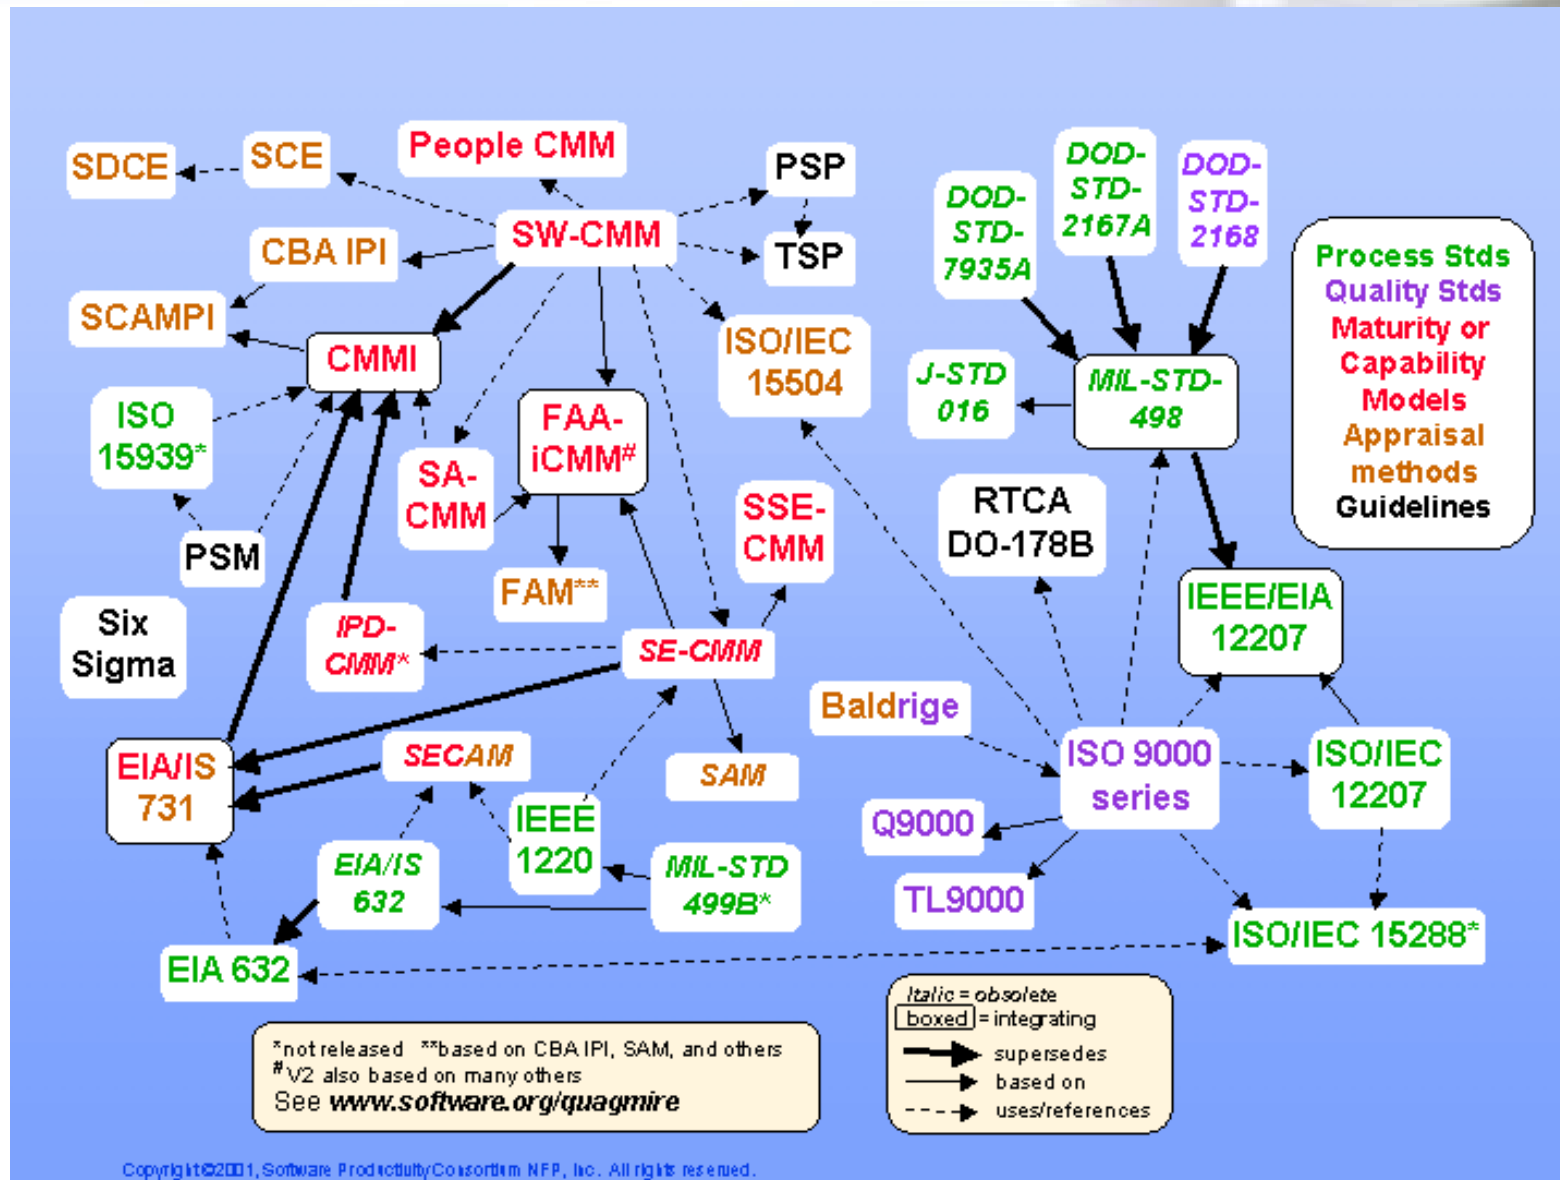 People CMM
SDCE
SCE
PSP
DOD-
STD-
7935A
DOD-
STD-
2167A
DOD-
STD-
2168
SW-CMM
TSP
CBA IPI
SCAMPI
CMMI
ISO/IEC
15504
J-STD
016
MIL-STD-
498
Process Stds
Quality Stds
Maturity or
Capability
Models
Appraisal
methods
Guidelines
ISO
15939*
SA-
CMM
FAA-
iCMM#
SSE-
CMM
RTCA
DO-178B
PSM
FAM**
IEEE/EIA
12207
Six
Sigma
IPD-
CMM*
SE-CMM
Baldrige
EIA/IS
731
SECAM
SAM
ISO 9000
series
ISO/IEC
12207
IEEE
1220
Q9000
EIA/IS
632
MIL-STD
499B*
TL9000
EIA 632
ISO/IEC 15288*
*not released **based on CBA IPI, SAM, and others
#V2 also based on many others
See www.software.org/quagmire
Italic = obsolete
boxed = integrating
supersedes
based on
uses/references
Copyright©2001, Software Productivity Consortium NFP, Inc. All rights reserved.